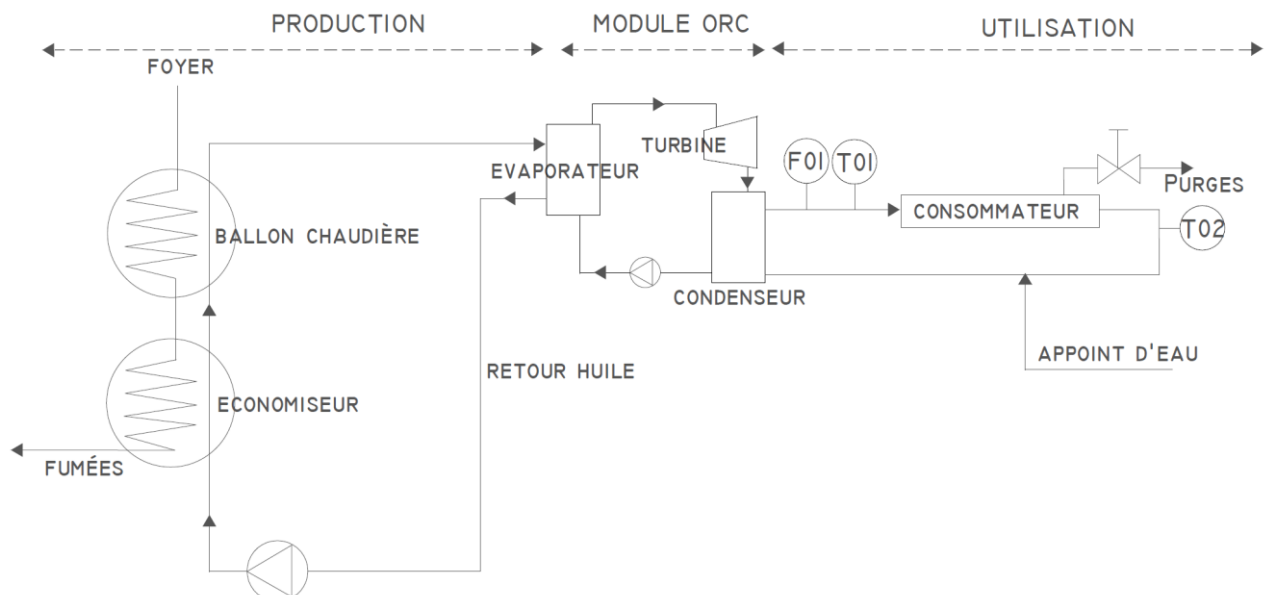 PRODUCTION
MODULE ORC
UTILISATION
FOYER
TURBINE
F01
T01
EVAPORATEUR
PURGES
BALLON CHAUDIÈRE
CONSOMMATEUR
T02
CONDENSEUR
APPOINT D'EAU
RETOUR HUILE
ECONOMISEUR
FUMÉES